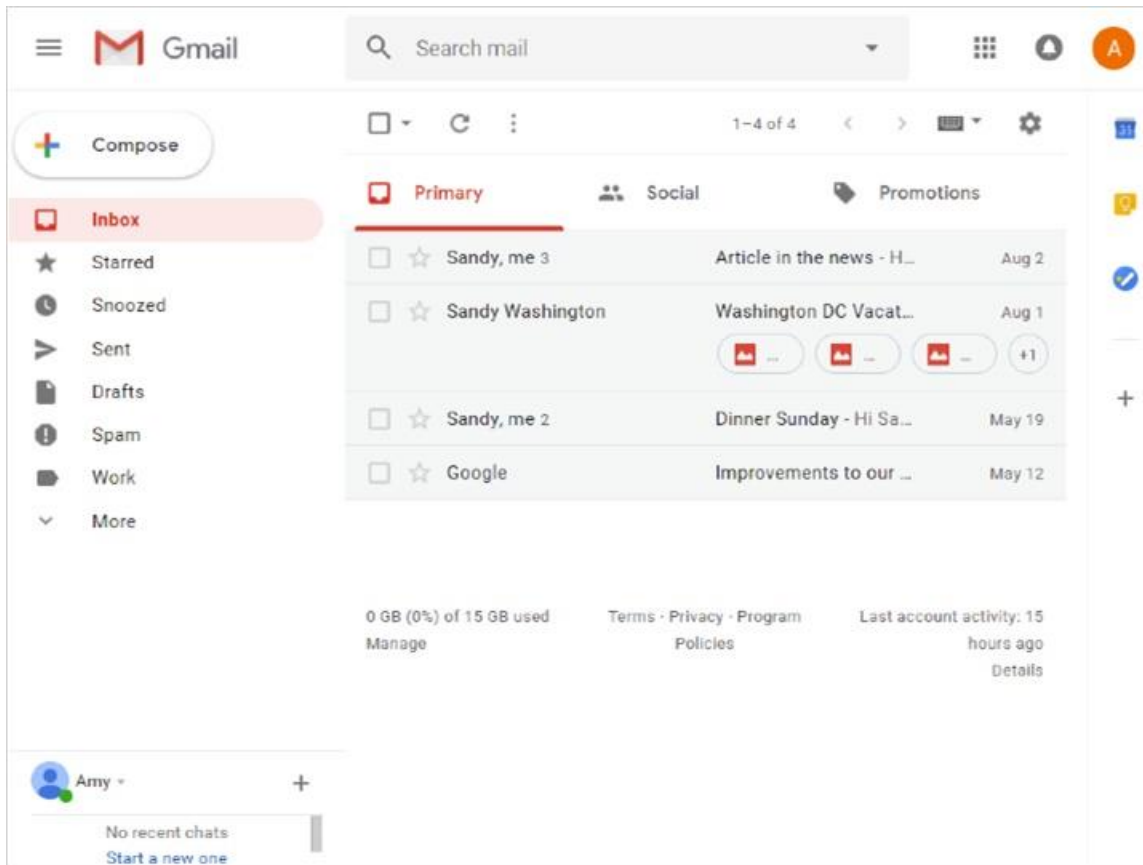 Gmail
Search mail
A
Compose
1–4 of 4
31
Primary
Social
Promotions
Inbox
Starred
Snoozed
Sent
Drafts
Spam
Work
More
Sandy, me 3 Article in the news - H... Aug 2
Sandy Washington Washington DC Vacat... Aug 1
... ... ... +1
Sandy, me 2 Dinner Sunday - Hi Sa... May 19
Google Improvements to our ... May 12
0 GB (0%) of 15 GB used
Manage
Terms · Privacy · Program
Policies
Last account activity: 15
hours ago
Details
Amy
No recent chats
Start a new one